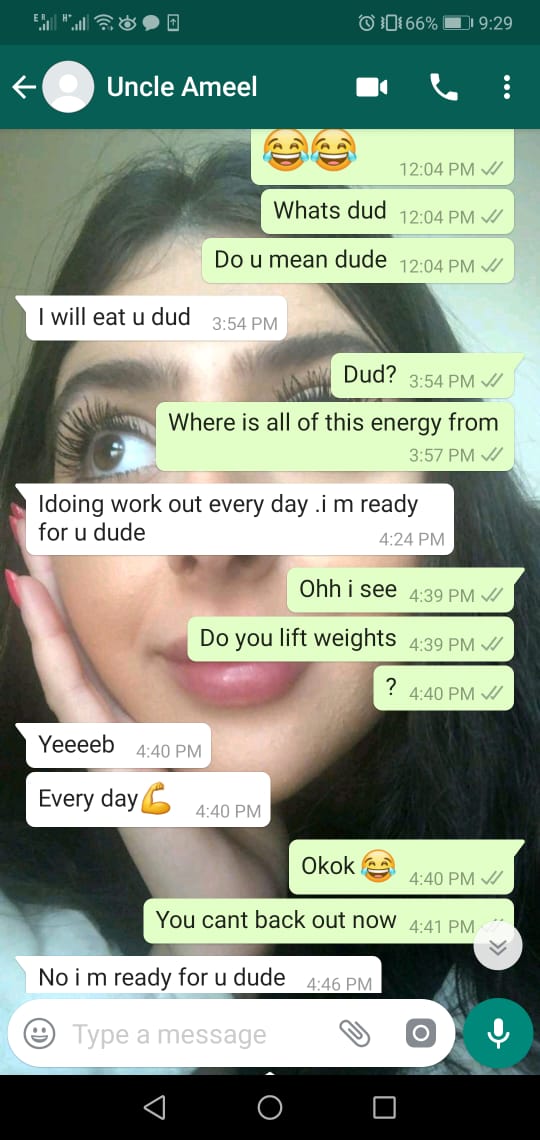 E R H+ 66% 9:29
Uncle Ameel
😂😂 12:04 PM
Whats dud 12:04 PM
Do u mean dude 12:04 PM
I will eat u dud 3:54 PM
Dud? 3:54 PM
Where is all of this energy from
3:57 PM
Idoing work out every day .i m ready
for u dude 4:24 PM
Ohh i see 4:39 PM
Do you lift weights 4:39 PM
? 4:40 PM
Yeeeeb 4:40 PM
Every day💪 4:40 PM
Okok😂 4:40 PM
You cant back out now 4:41 PM
No i m ready for u dude 4:46 PM
Type a message